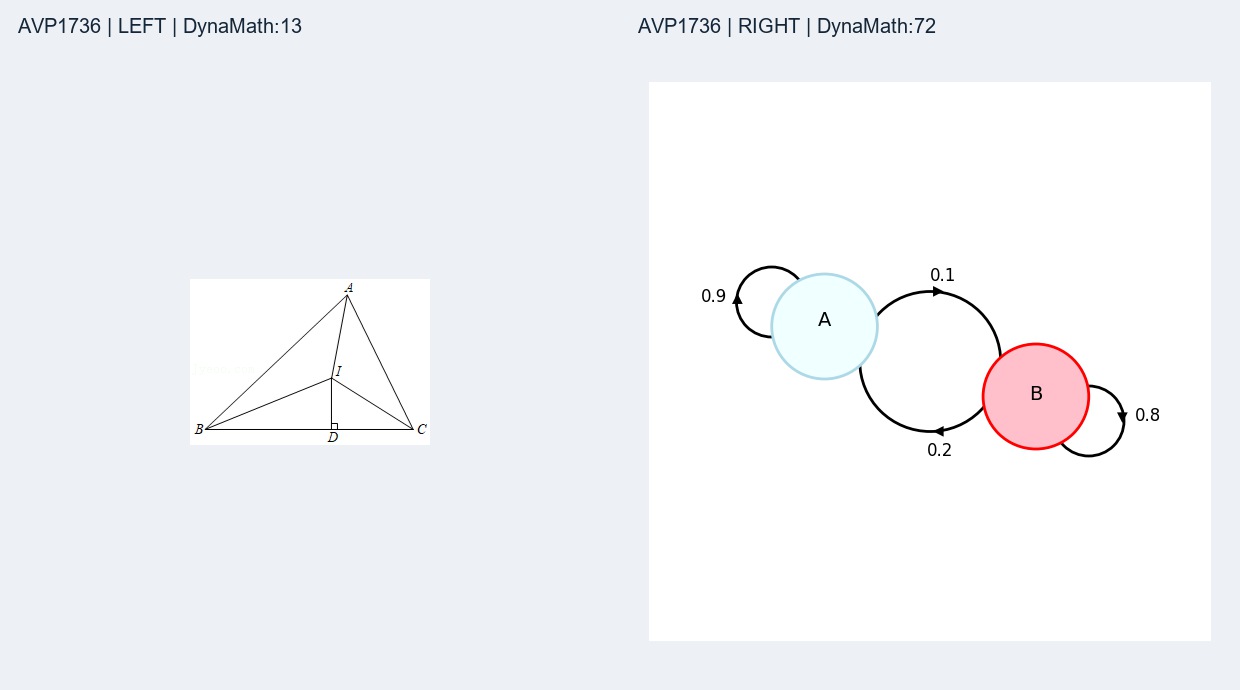 AVP1736 | LEFT | DynaMath:13
AVP1736 | RIGHT | DynaMath:72
A
I
B
D
C
0.9
A
0.1
B
0.8
0.2